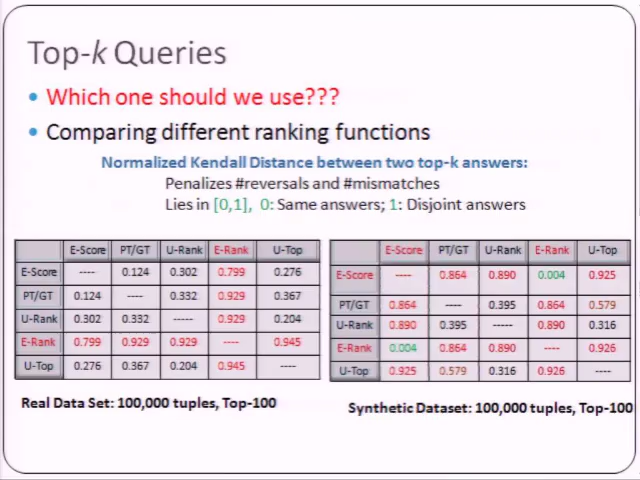 Top-k Queries
• Which one should we use???
• Comparing different ranking functions
Normalized Kendall Distance between two top-k answers:
Penalizes #reversals and #mismatches
Lies in [0,1], 0: Same answers; 1: Disjoint answers
E-Score PT/GT U-Rank E-Rank U-Top
E-Score ---- 0.124 0.302 0.799 0.276
PT/GT 0.124 ---- 0.332 0.929 0.367
U-Rank 0.302 0.332 ----- 0.929 0.204
E-Rank 0.799 0.929 0.929 ---- 0.945
U-Top 0.276 0.367 0.204 0.945 ----
Real Data Set: 100,000 tuples, Top-100
E-Score PT/GT U-Rank E-Rank U-Top
E-Score ---- 0.864 0.890 0.004 0.925
PT/GT 0.864 ---- 0.395 0.864 0.579
U-Rank 0.890 0.395 ----- 0.890 0.316
E-Rank 0.004 0.864 0.890 ---- 0.926
U-Top 0.925 0.579 0.316 0.926 ----
Synthetic Dataset: 100,000 tuples, Top-100